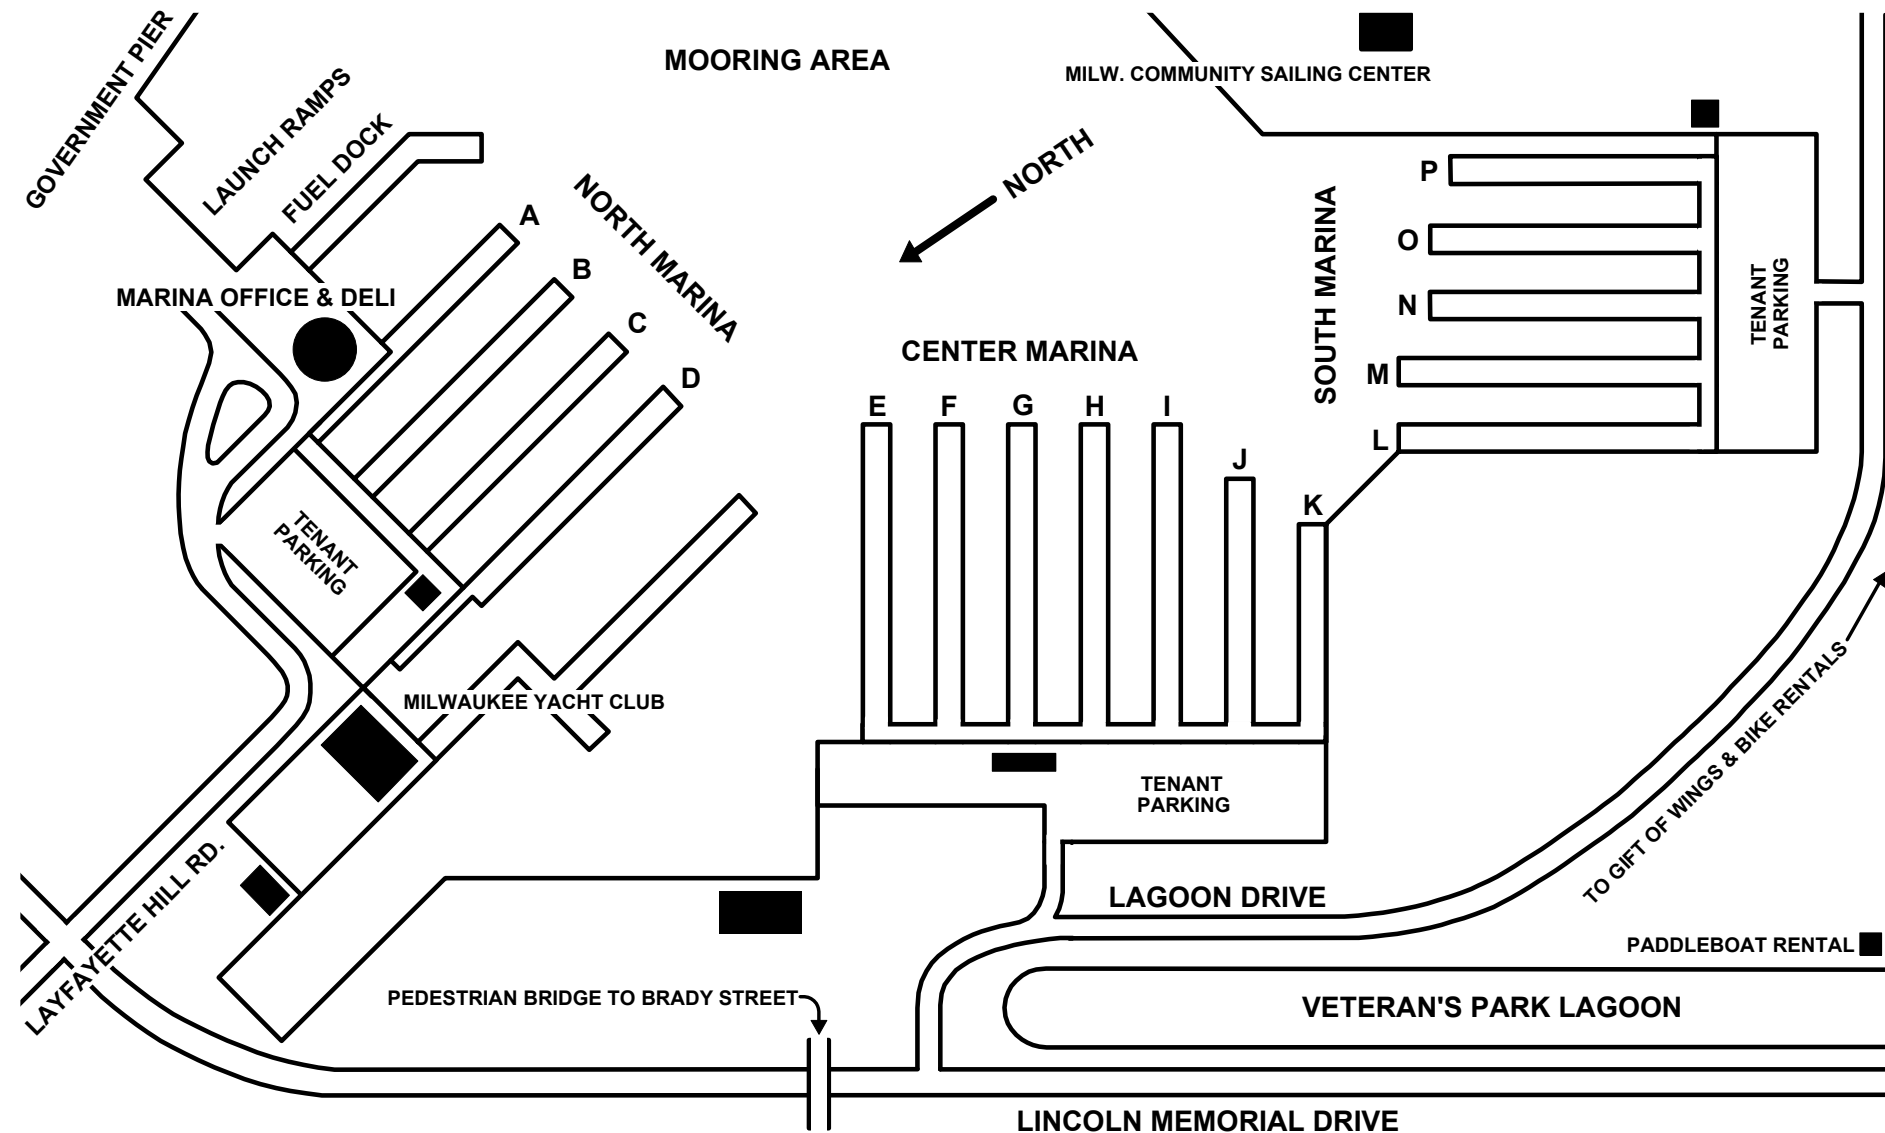 GOVERNMENT PIER
LAUNCH RAMPS
FUEL DOCK
MOORING AREA
MILW. COMMUNITY SAILING CENTER
NORTH
NORTH MARINA
A
B
C
D
MARINA OFFICE & DELI
CENTER MARINA
E
F
G
H
I
J
K
SOUTH MARINA
P
O
N
M
L
TENANT
PARKING
TENANT
PARKING
MILWAUKEE YACHT CLUB
TENANT
PARKING
LAYFAYETTE HILL RD.
LAGOON DRIVE
TO GIFT OF WINGS & BIKE RENTALS
PADDLEBOAT RENTAL
PEDESTRIAN BRIDGE TO BRADY STREET
VETERAN'S PARK LAGOON
LINCOLN MEMORIAL DRIVE